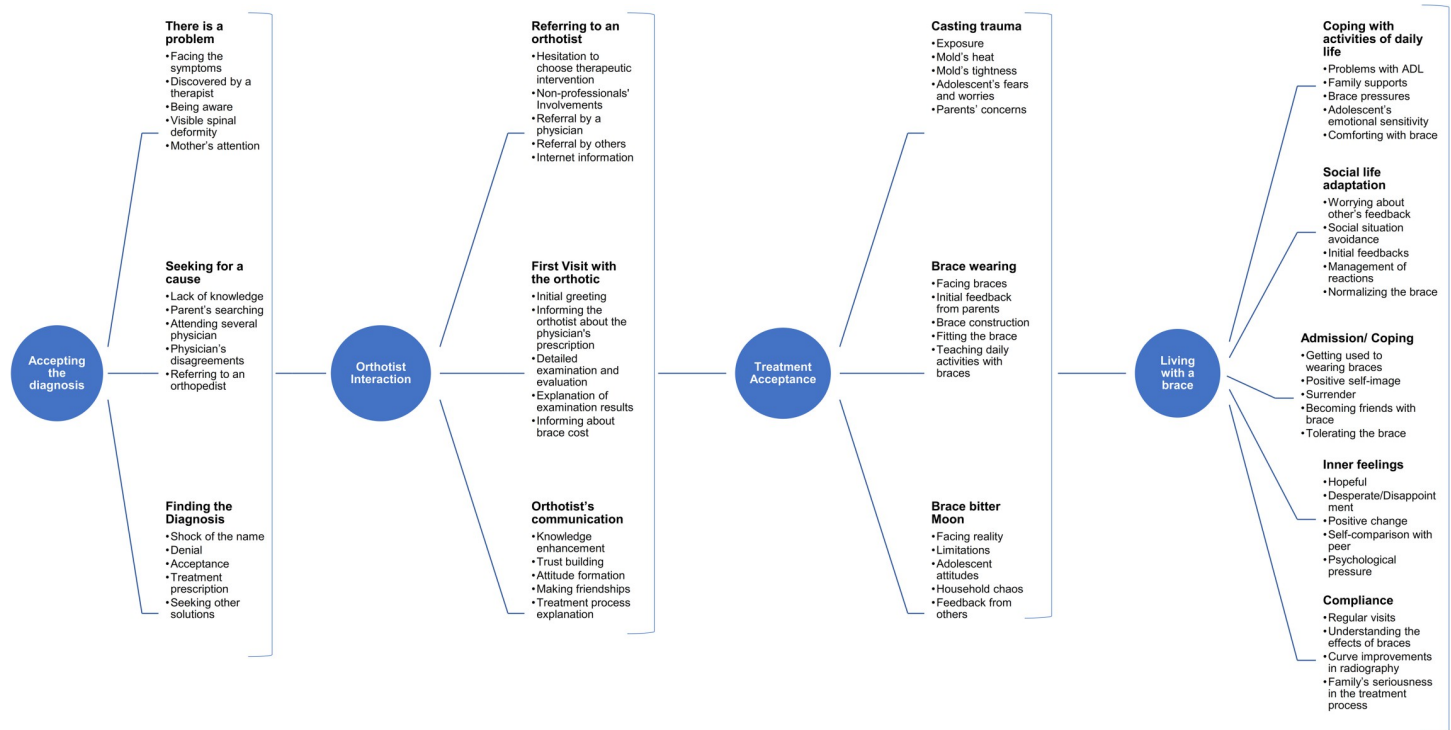 Accepting
the
diagnosis
There is a
problem
•Facing the
symptoms
•Discovered by a
therapist
•Being aware
•Visible spinal
deformity
•Mother's attention
Seeking for a
cause
•Lack of knowledge
•Parent's searching
•Attending several
physician
•Physician's
disagreements
•Referring to an
orthopedist
Finding the
Diagnosis
•Shock of the name
•Denial
•Acceptance
•Treatment
prescription
•Seeking other
solutions
Orthotist
Interaction
Referring to an
orthotist
•Hesitation to
choose therapeutic
intervention
•Non-professionals'
Involvements
•Referral by a
physician
•Referral by others
•Internet information
First Visit with
the orthotic
•Initial greeting
•Informing the
orthotist about the
physician's
prescription
•Detailed
examination and
evaluation
•Explanation of
examination results
•Informing about
brace cost
Orthotist's
communication
•Knowledge
enhancement
•Trust building
•Attitude formation
•Making friendships
•Treatment process
explanation
Treatment
Acceptance
Casting trauma
•Exposure
•Mold's heat
•Mold's tightness
•Adolescent's fears
and worries
•Parents' concerns
Brace wearing
•Facing braces
•Initial feedback
from parents
•Brace construction
•Fitting the brace
•Teaching daily
activities with
braces
Brace bitter
Moon
•Facing reality
•Limitations
•Adolescent
attitudes
•Household chaos
•Feedback from
others
Living
with a
brace
Coping with
activities of daily
life
•Problems with ADL
•Family supports
•Brace pressures
•Adolescent's
emotional sensitivity
•Comforting with brace
Social life
adaptation
•Worrying about
other's feedback
•Social situation
avoidance
•Initial feedbacks
•Management of
reactions
•Normalizing the brace
Admission/ Coping
•Getting used to
wearing braces
•Positive self-image
•Surrender
•Becoming friends with
brace
•Tolerating the brace
Inner feelings
•Hopeful
•Desperate/Disappoint
ment
•Positive change
•Self-comparison with
peer
•Psychological
pressure
Compliance
•Regular visits
•Understanding the
effects of braces
•Curve improvements
in radiography
•Family's seriousness
in the treatment
process